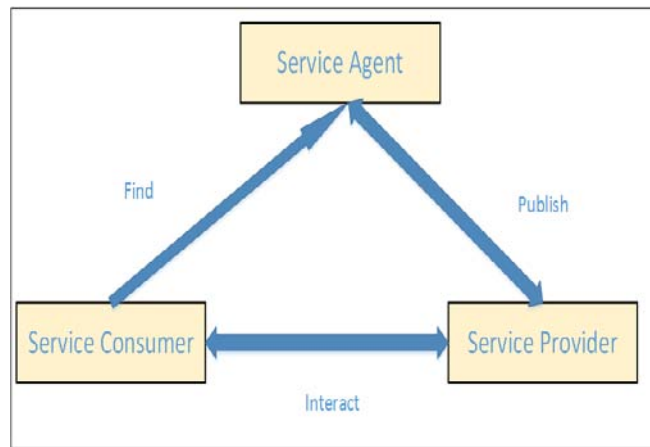 Service Agent
Find
Publish
Service Consumer
Service Provider
Interact